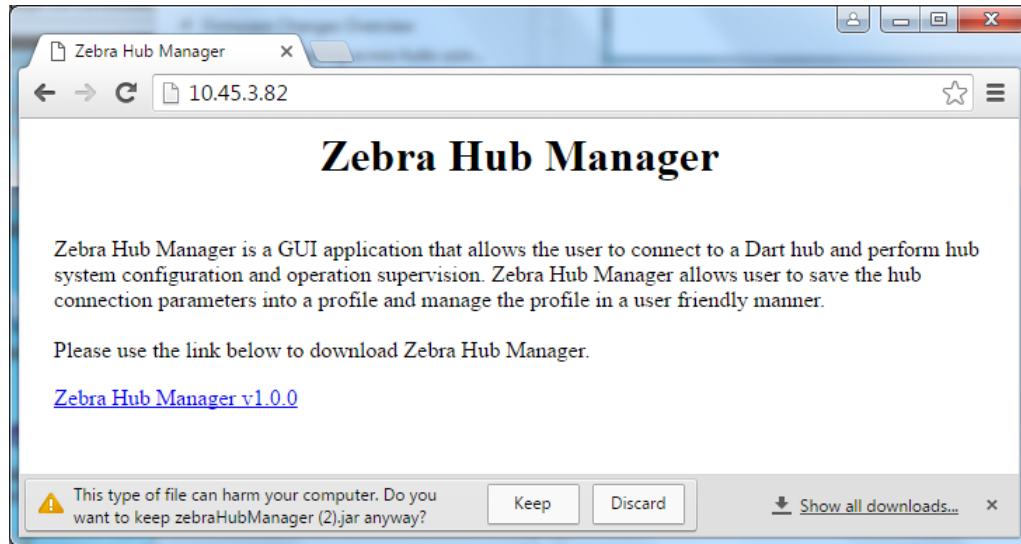 Zebra Hub Manager
10.45.3.82
Zebra Hub Manager
Zebra Hub Manager is a GUI application that allows the user to connect to a Dart hub and perform hub
system configuration and operation supervision. Zebra Hub Manager allows user to save the hub
connection parameters into a profile and manage the profile in a user friendly manner.
Please use the link below to download Zebra Hub Manager.
Zebra Hub Manager v1.0.0
This type of file can harm your computer. Do you
want to keep zebraHubManager (2).jar anyway?
Keep
Discard
Show all downloads...